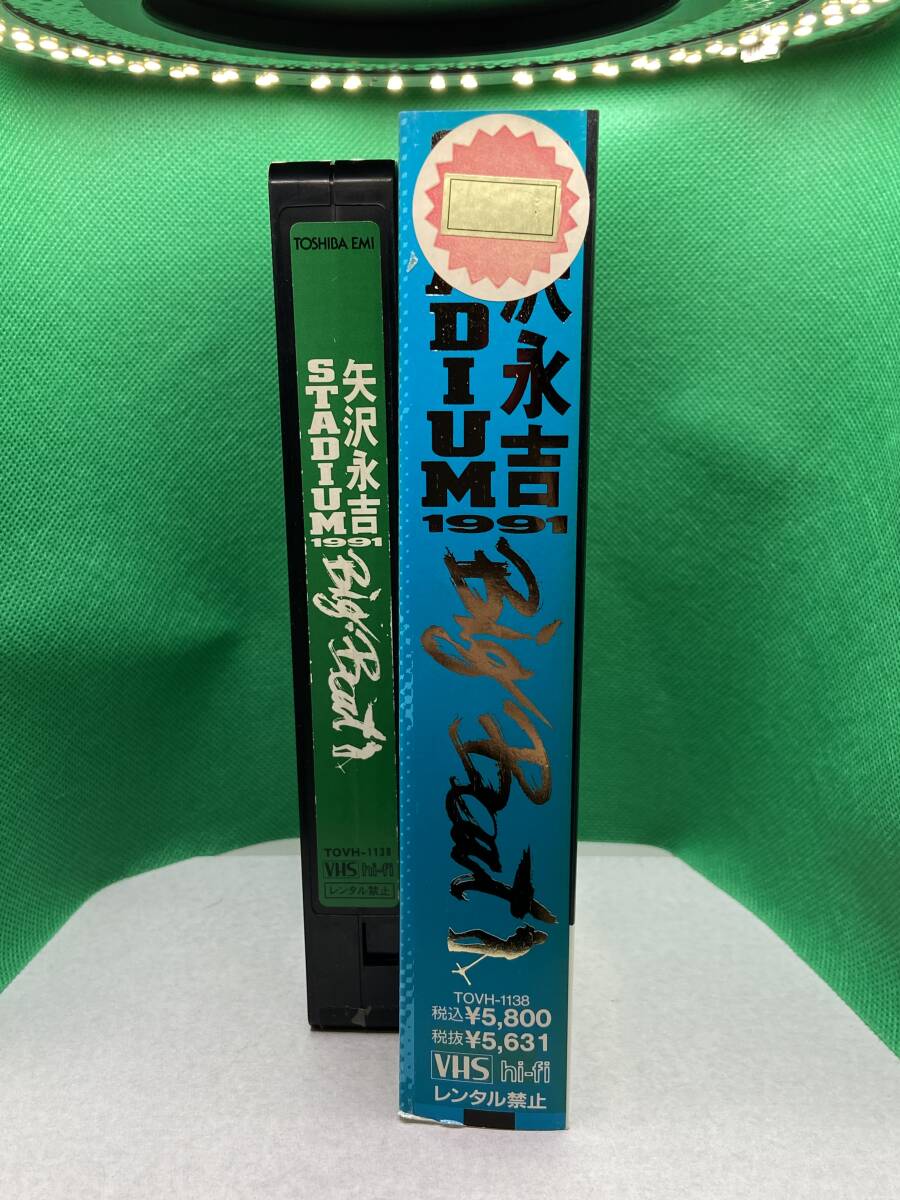 TOSHIBA EMI
矢沢永吉
STADIUM
1991
Big Beat
TOVH-1138
VHS hi-fi
レンタル禁止
沢永吉
ADIUM
1991
Big Beat
TOVH-1138
税込¥5,800
税抜¥5,631
VHS hi-fi
レンタル禁止